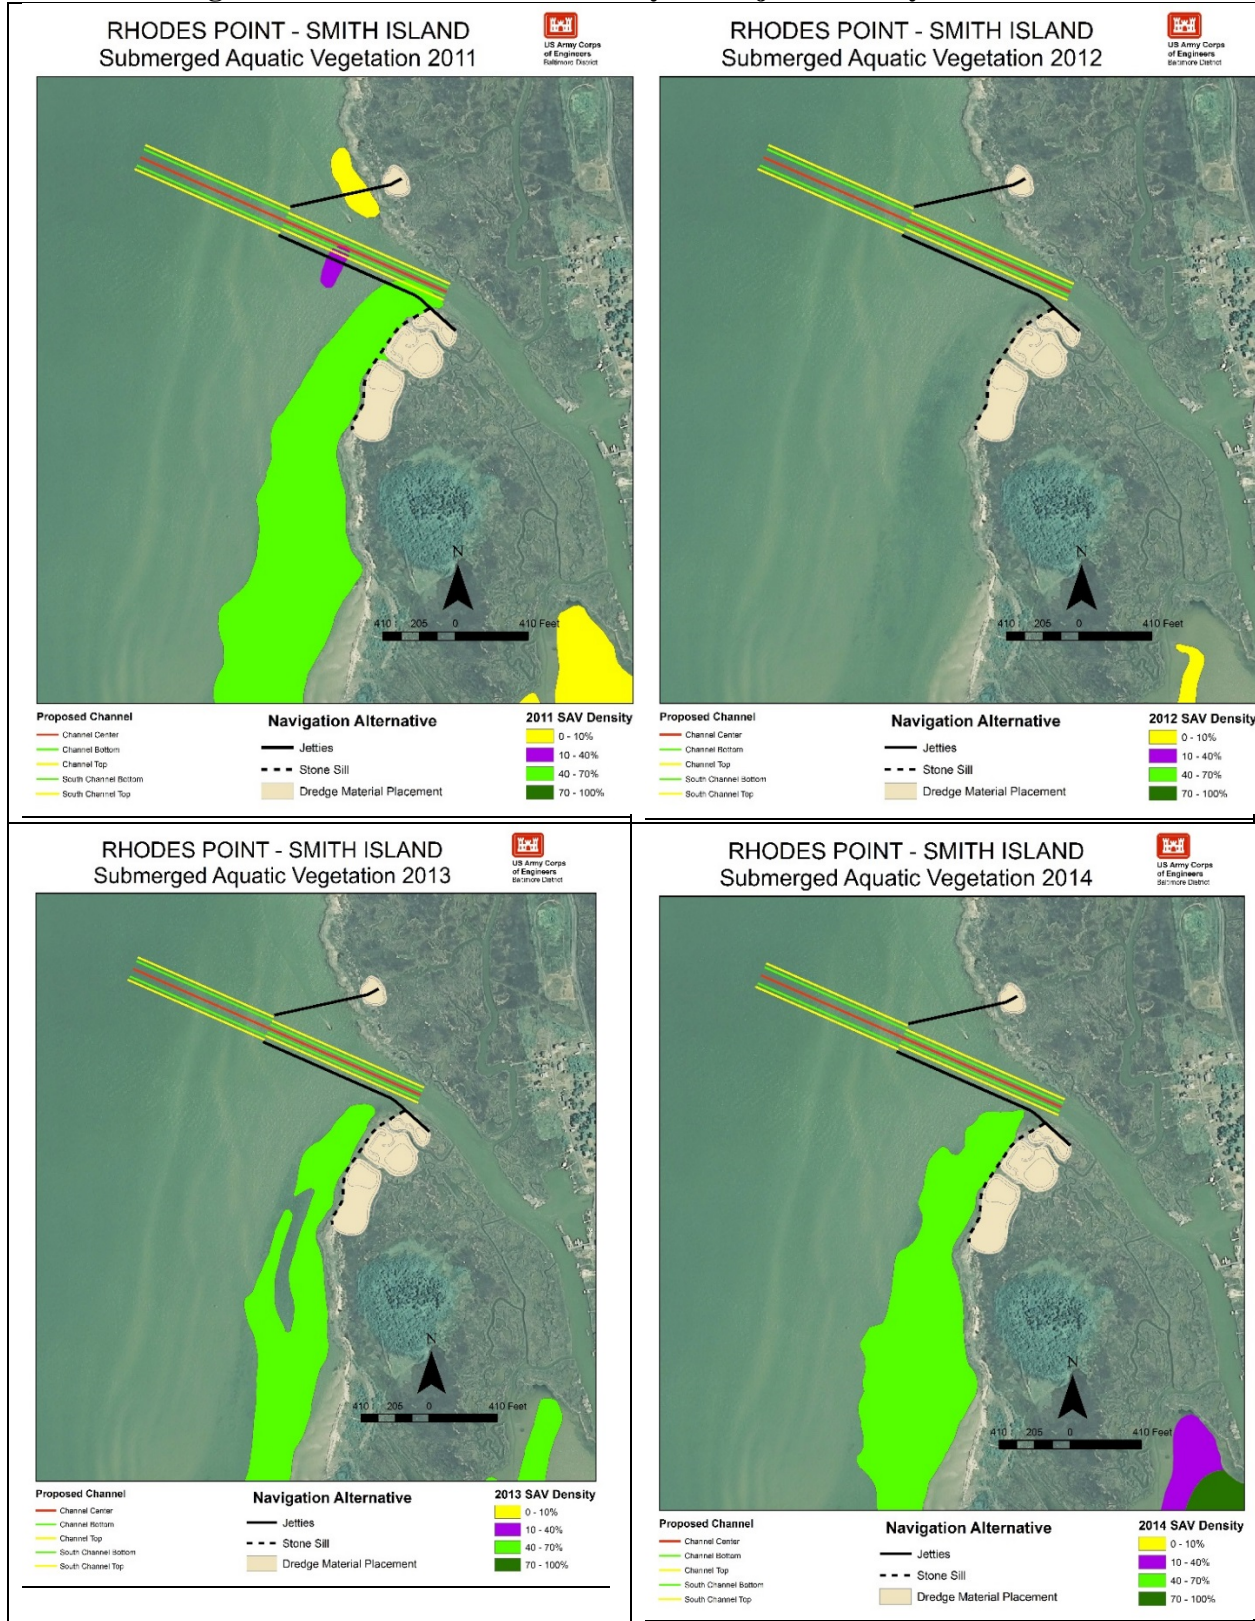 RHODES POINT - SMITH ISLAND
Submerged Aquatic Vegetation 2011
US Army Corps
of Engineers
Baltimore District
N
410 205 0 410 Feet
Proposed Channel
Channel Center
Channel Bottom
Channel Top
South Channel Bottom
South Channel Top
Navigation Alternative
Jetties
Stone Sill
Dredge Material Placement
2011 SAV Density
0 - 10%
10 - 40%
40 - 70%
70 - 100%
RHODES POINT - SMITH ISLAND
Submerged Aquatic Vegetation 2012
US Army Corps
of Engineers
Baltimore District
N
410 205 0 410 Feet
Proposed Channel
Channel Center
Channel Bottom
Channel Top
South Channel Bottom
South Channel Top
Navigation Alternative
Jetties
Stone Sill
Dredge Material Placement
2012 SAV Density
0 - 10%
10 - 40%
40 - 70%
70 - 100%
RHODES POINT - SMITH ISLAND
Submerged Aquatic Vegetation 2013
US Army Corps
of Engineers
Baltimore District
N
410 205 0 410 Feet
Proposed Channel
Channel Center
Channel Bottom
Channel Top
South Channel Bottom
South Channel Top
Navigation Alternative
Jetties
Stone Sill
Dredge Material Placement
2013 SAV Density
0 - 10%
10 - 40%
40 - 70%
70 - 100%
RHODES POINT - SMITH ISLAND
Submerged Aquatic Vegetation 2014
US Army Corps
of Engineers
Baltimore District
N
410 205 0 410 Feet
Proposed Channel
Channel Center
Channel Bottom
Channel Top
South Channel Bottom
South Channel Top
Navigation Alternative
Jetties
Stone Sill
Dredge Material Placement
2014 SAV Density
0 - 10%
10 - 40%
40 - 70%
70 - 100%